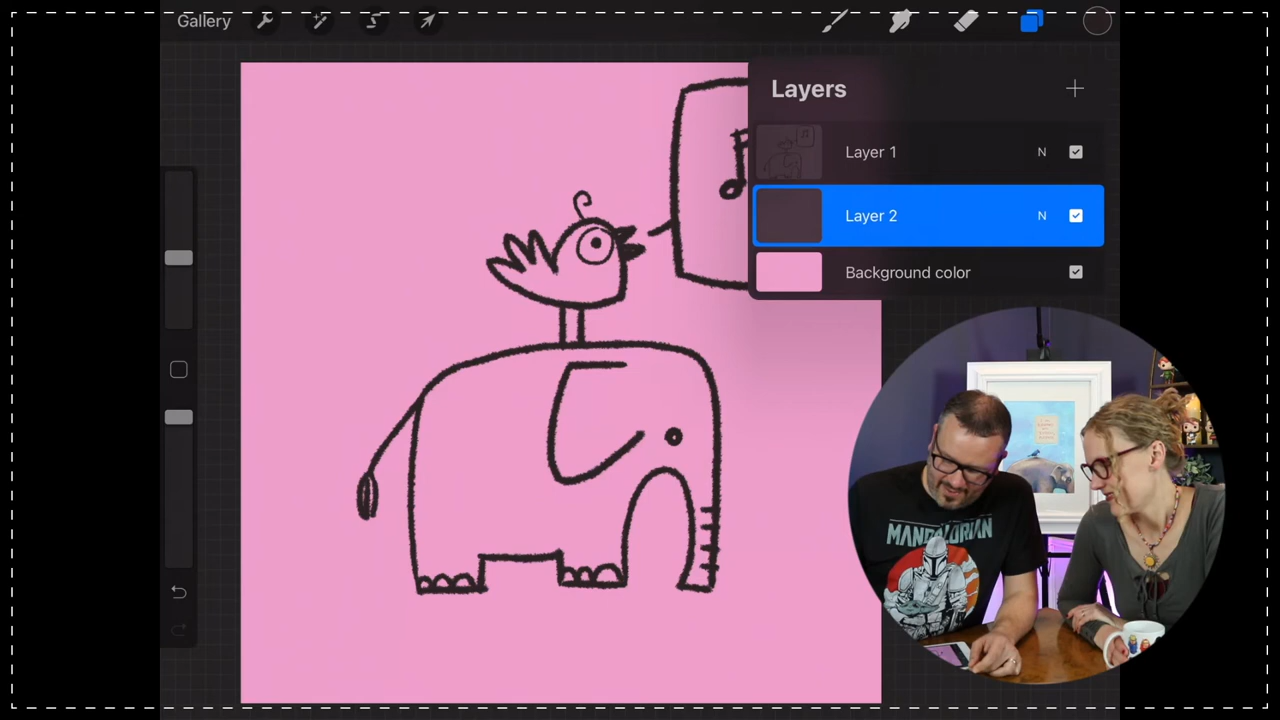 Gallery
Layers
Layer 1 N
Layer 2 N
Background color
MANDALORIAN